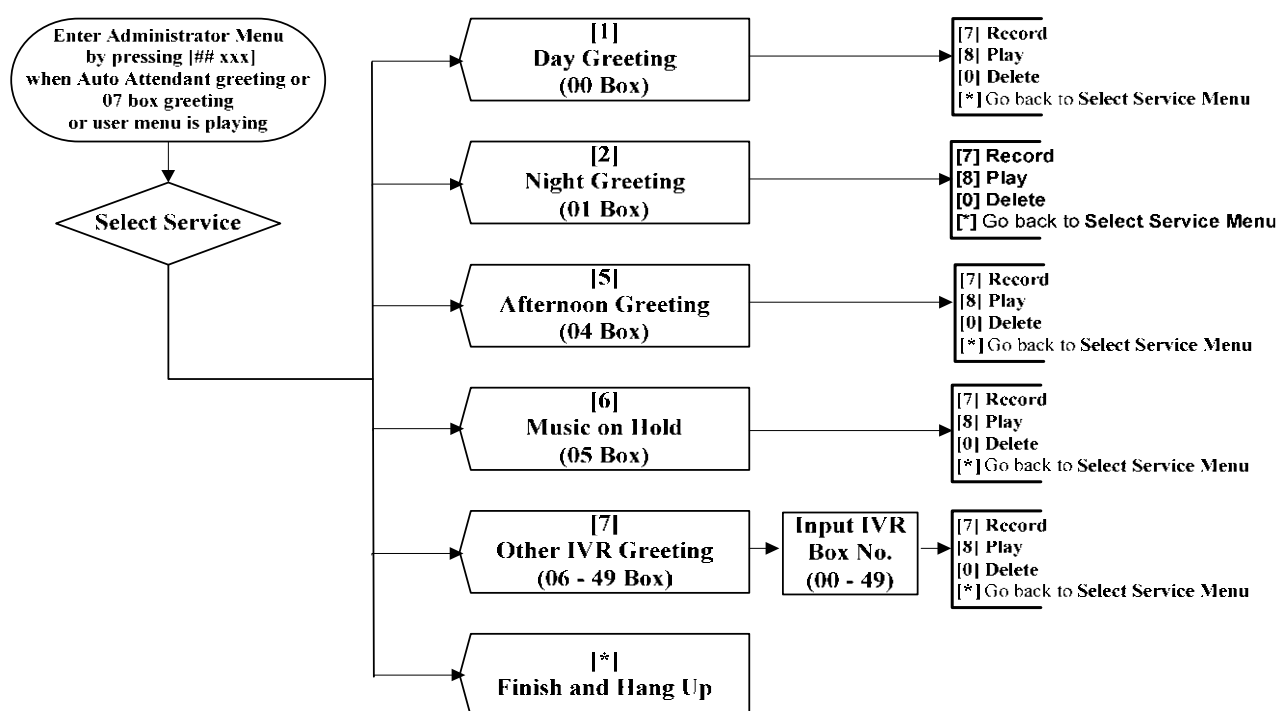 Enter Administrator Menu
by pressing [## xxx]
when Auto Attendant greeting or
07 box greeting
or user menu is playing
Select Service
[1]
Day Greeting
(00 Box)
[7] Record
[8] Play
[0] Delete
[*] Go back to Select Service Menu
[2]
Night Greeting
(01 Box)
[7] Record
[8] Play
[0] Delete
[*] Go back to Select Service Menu
[5]
Afternoon Greeting
(04 Box)
[7] Record
[8] Play
[0] Delete
[*] Go back to Select Service Menu
[6]
Music on Hold
(05 Box)
[7] Record
[8] Play
[0] Delete
[*] Go back to Select Service Menu
[7]
Other IVR Greeting
(06 - 49 Box)
Input IVR
Box No.
(00 - 49)
[7] Record
[8] Play
[0] Delete
[*] Go back to Select Service Menu
[*]
Finish and Hang Up